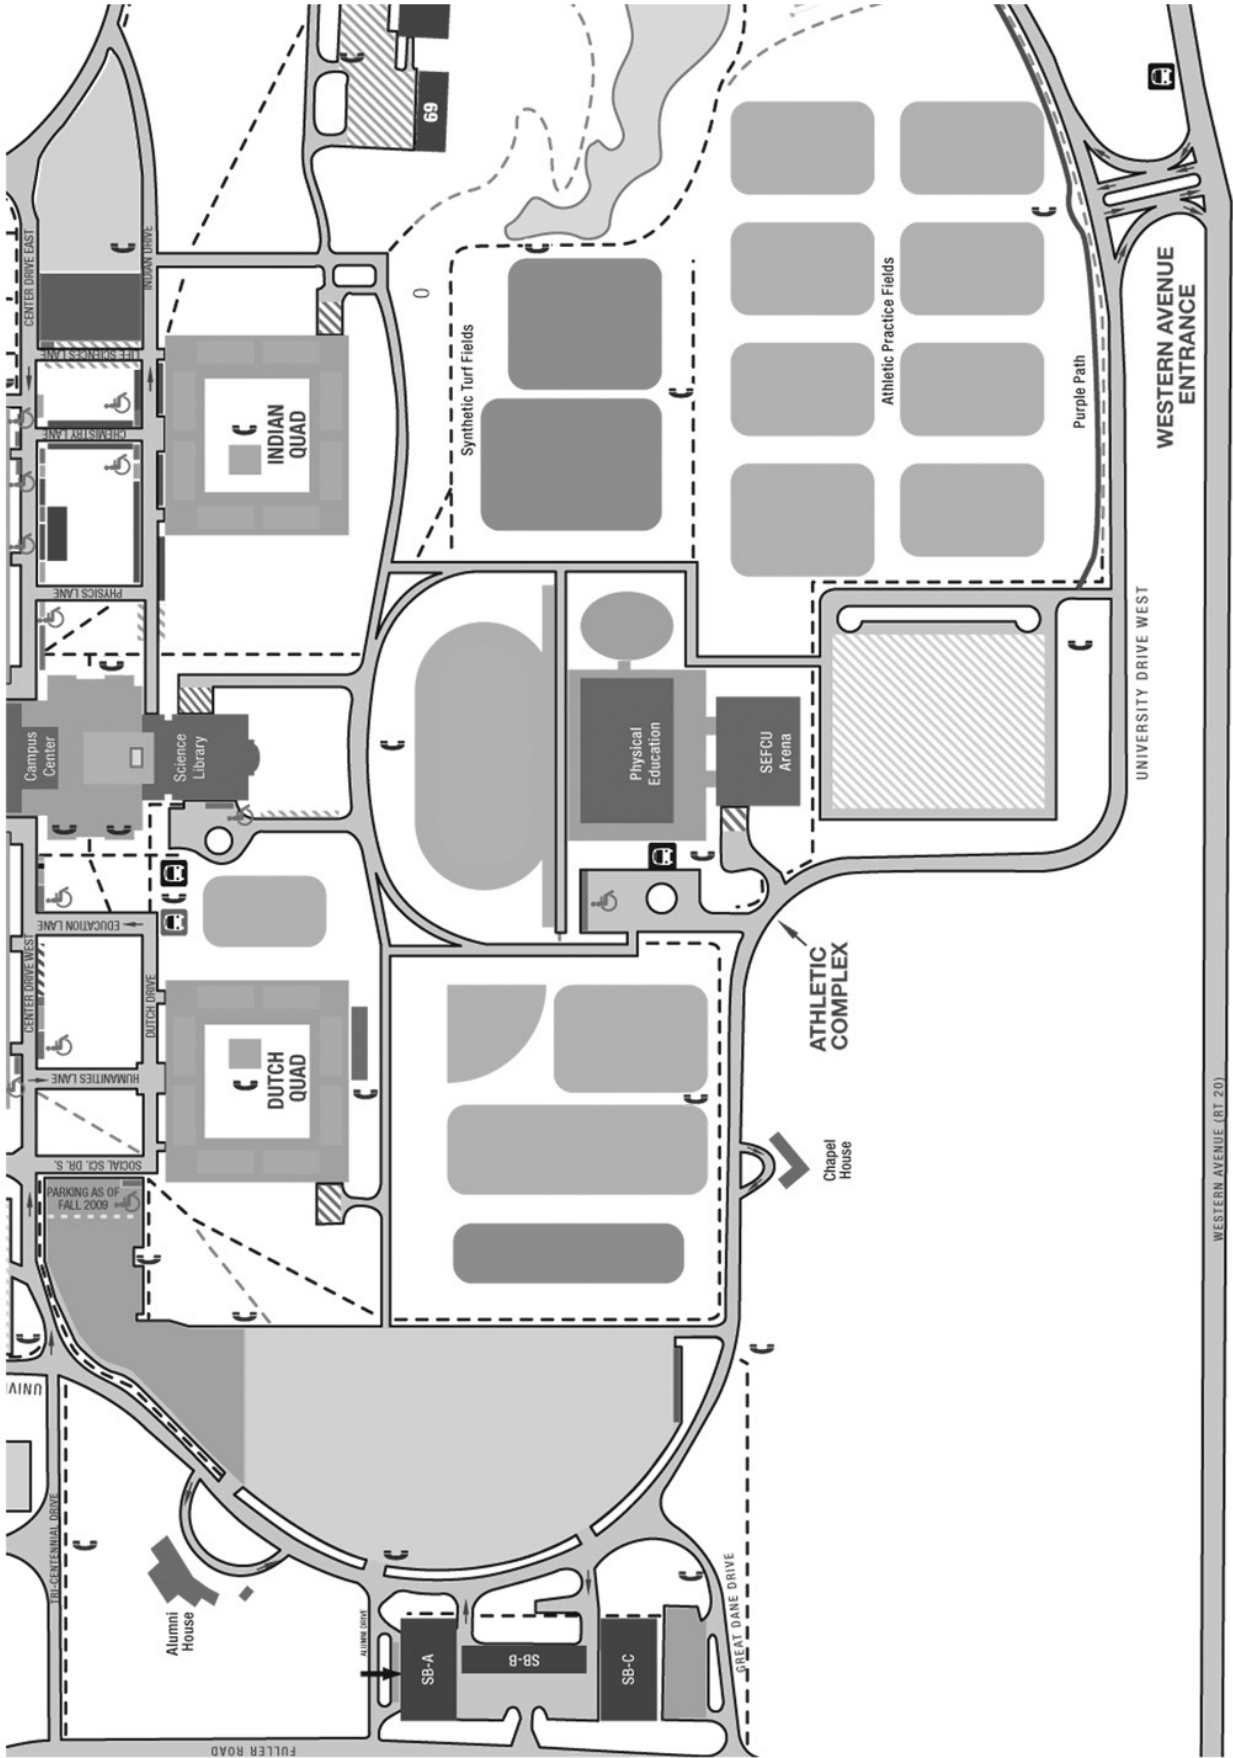 69
CENTER DRIVE EAST
INDIAN DRIVE
LIFE SCIENCES LANE
CHEMISTRY LANE
INDIAN
QUAD
PHYSICS LANE
Synthetic Turf Fields
Athletic Practice Fields
Purple Path
WESTERN AVENUE
ENTRANCE
UNIVERSITY DRIVE WEST
Campus
Center
Science
Library
Physical
Education
SEFCU
Arena
EDUCATION LANE
CENTER DRIVE WEST
DUTCH DRIVE
HUMANITIES LANE
DUTCH
QUAD
ATHLETIC
COMPLEX
SOCIAL SCI. DR. S.
PARKING AS OF
FALL 2009
Chapel
House
WESTERN AVENUE (RT 20)
TRI-CENTENNIAL DRIVE
Alumni
House
ALUMNI DRIVE
SB-A
SB-B
SB-C
GREAT DANE DRIVE
FULLER ROAD